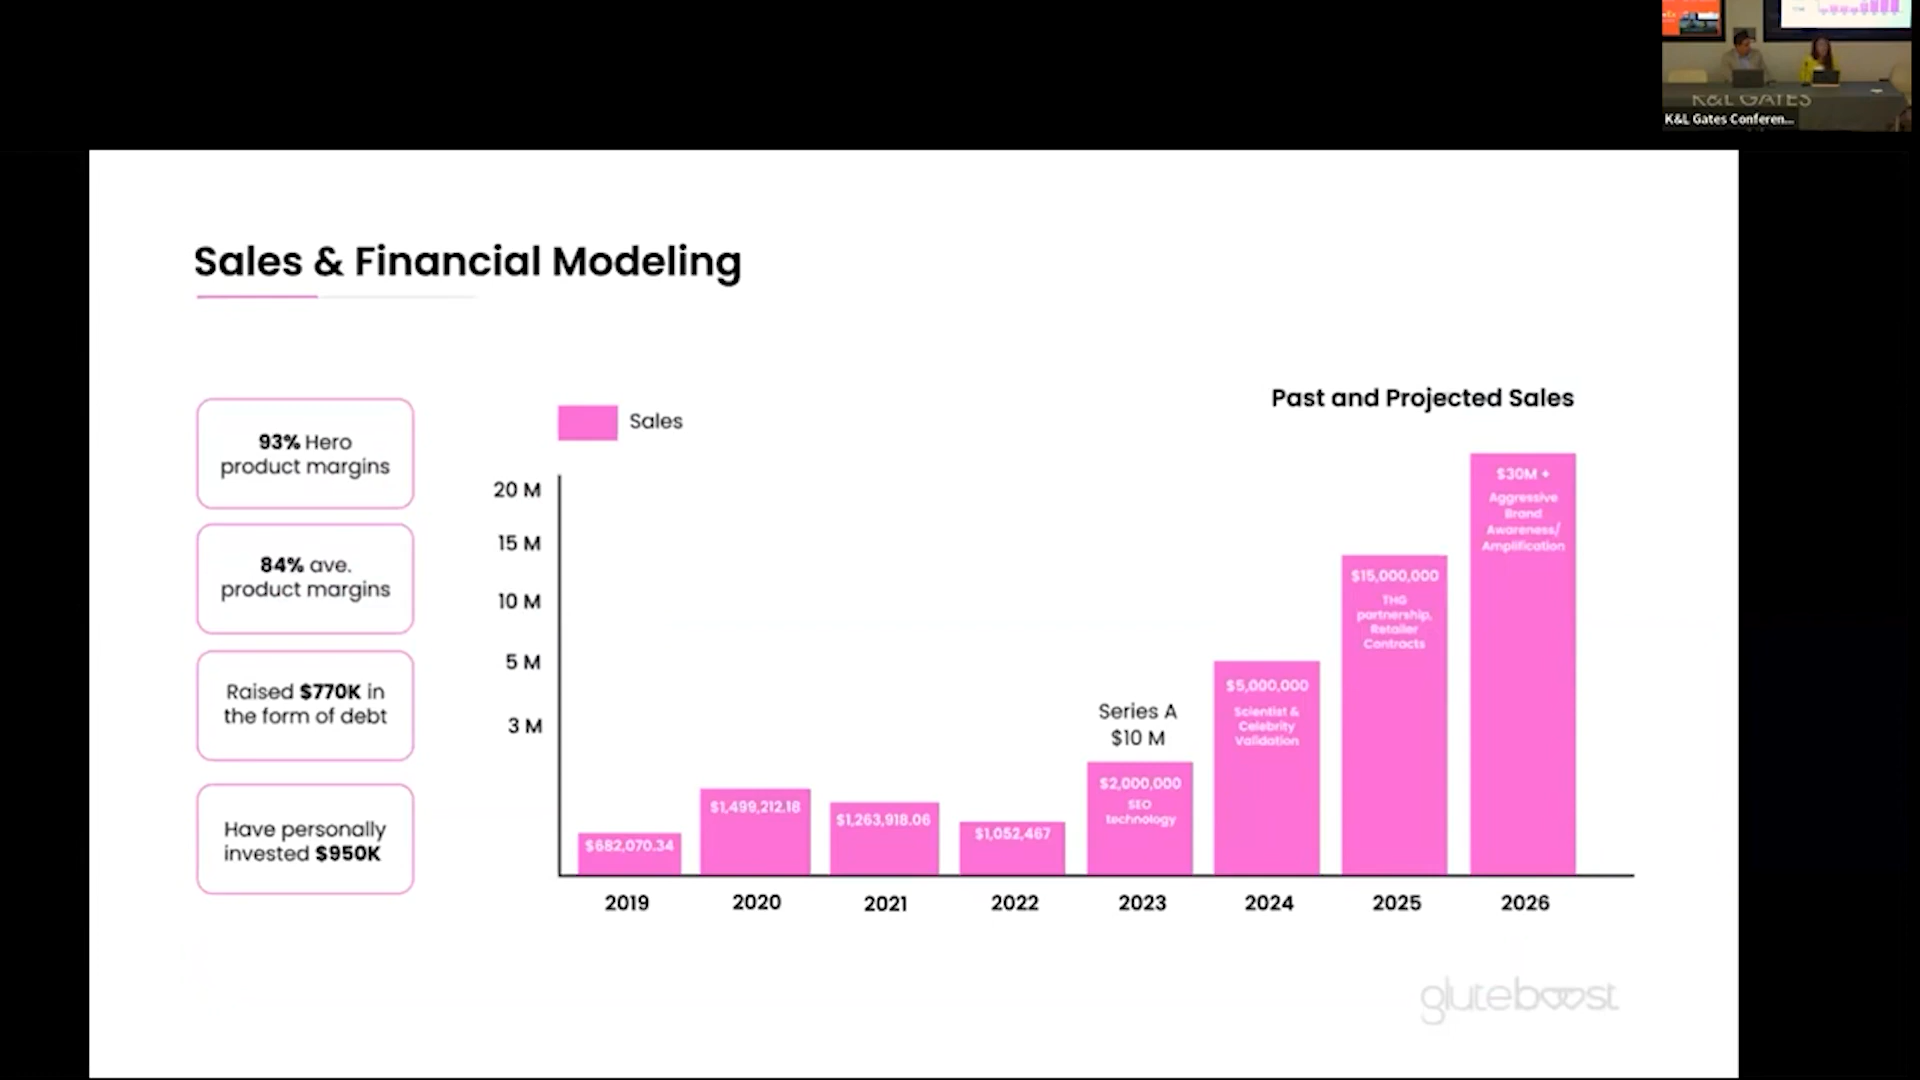 K&L GATES
K&L Gates Conferen...
Sales & Financial Modeling
93% Hero
product margins
84% ave.
product margins
Raised $770K in
the form of debt
Have personally
invested $950K
Sales
Past and Projected Sales
20 M
15 M
10 M
5 M
3 M
$682,070.34
$1,499,212.18
$1,263,918.06
$1,052,467
Series A
$10 M
$2,000,000
SEO
technology
$5,000,000
Scientist &
Celebrity
Validation
$15,000,000
THG
partnership,
Retailer
Contracts
$30M +
Aggressive
Brand
Awareness/
Amplification
2019
2020
2021
2022
2023
2024
2025
2026
gluteboost